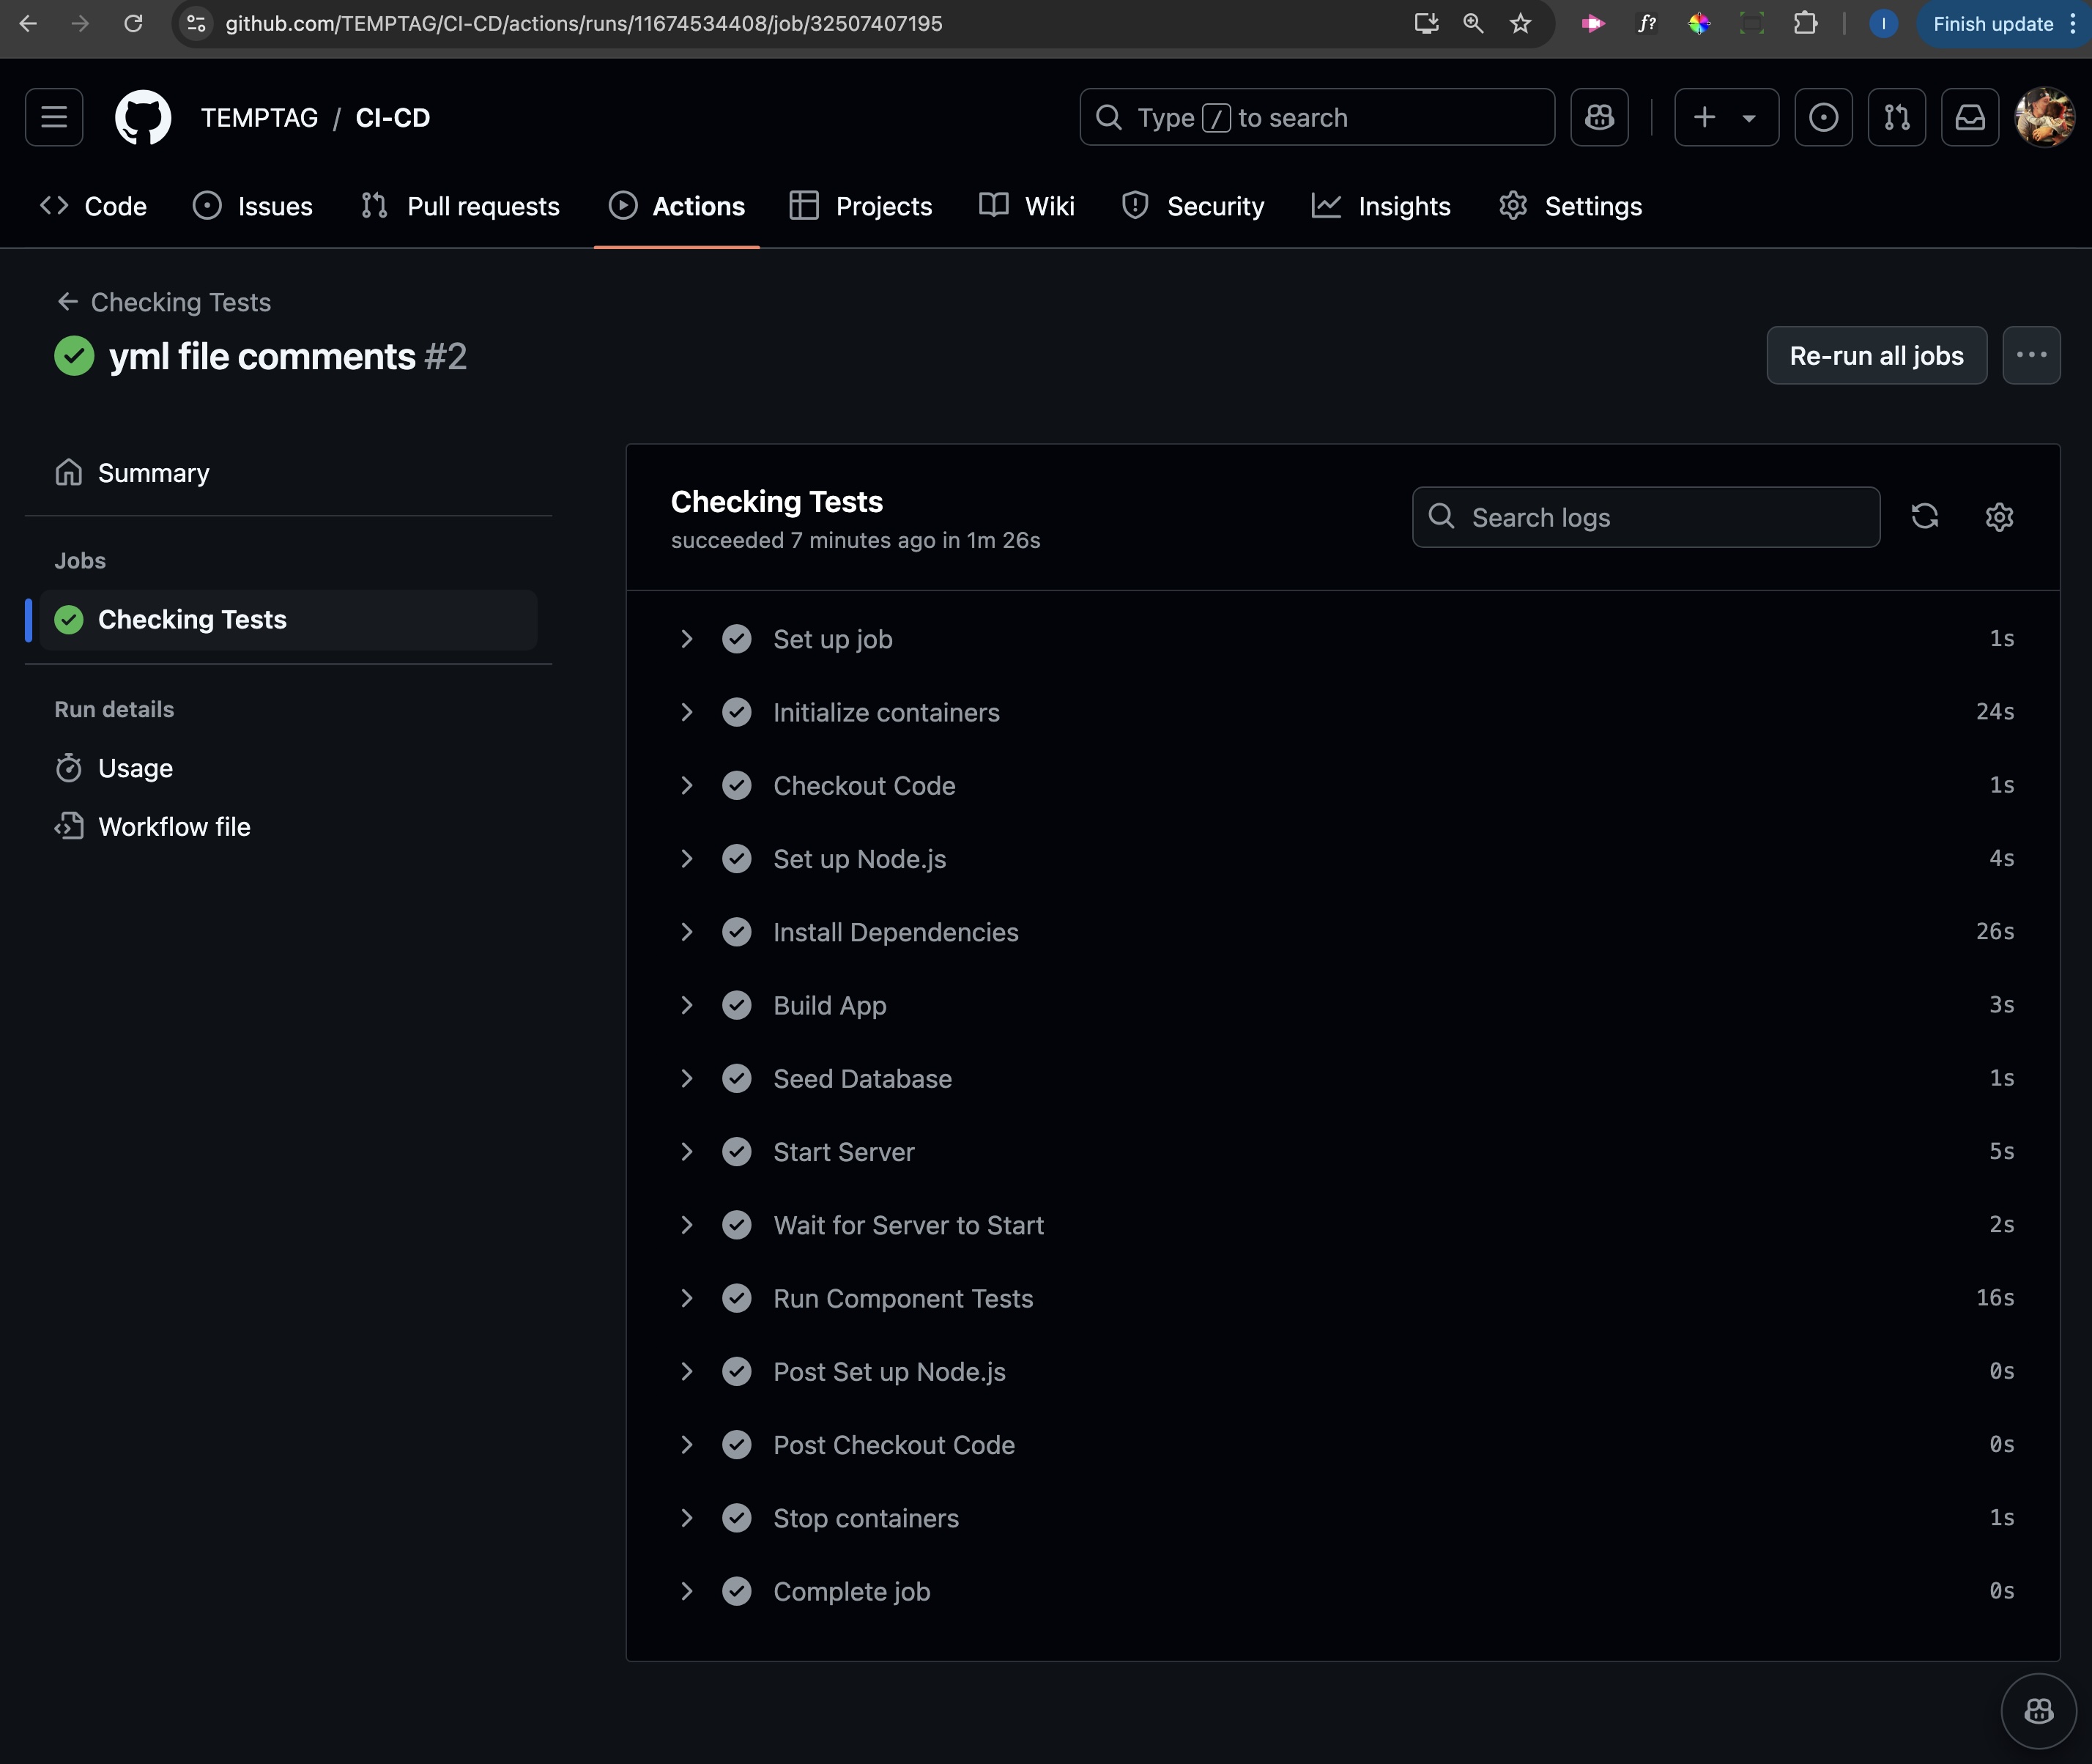 github.com/TEMPTAG/CI-CD/actions/runs/11674534408/job/32507407195
f?
I
Finish update
TEMPTAG / CI-CD
Type / to search
Code
Issues
Pull requests
Actions
Projects
Wiki
Security
Insights
Settings
Checking Tests
yml file comments #2
Re-run all jobs
Summary
Jobs
Checking Tests
Run details
Usage
Workflow file
Checking Tests
succeeded 7 minutes ago in 1m 26s
Search logs
Set up job 1s
Initialize containers 24s
Checkout Code 1s
Set up Node.js 4s
Install Dependencies 26s
Build App 3s
Seed Database 1s
Start Server 5s
Wait for Server to Start 2s
Run Component Tests 16s
Post Set up Node.js 0s
Post Checkout Code 0s
Stop containers 1s
Complete job 0s